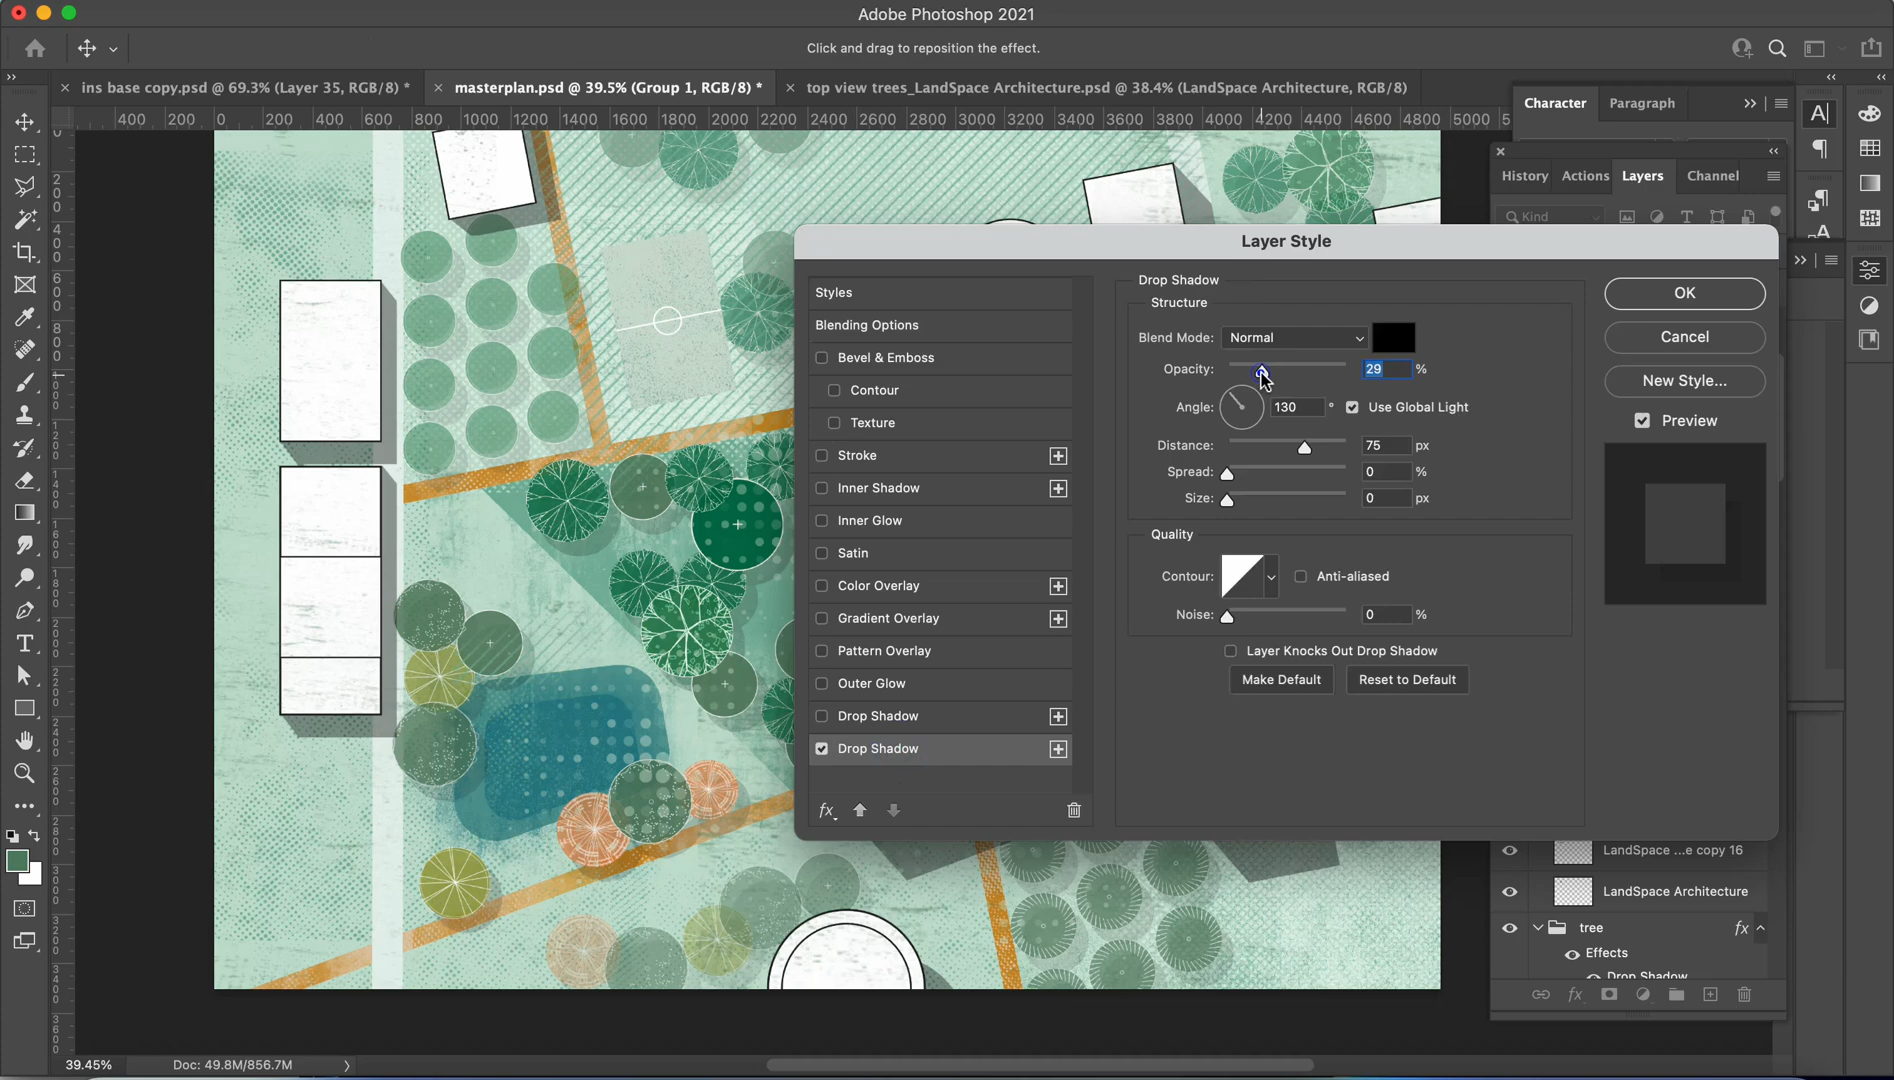 Adobe Photoshop 2021
Click and drag to reposition the effect.
ins base copy.psd @ 69.3% (Layer 35, RGB/8) *
masterplan.psd @ 39.5% (Group 1, RGB/8) *
top view trees_LandSpace Architecture.psd @ 38.4% (LandSpace Architecture, RGB/8)
400 200 0 200 400 600 800 1000 1200 1400 1600 1800 2000 2200 2400 2600 2800 3000 3200 3400 3600 3800 4000 4200 4400 4600 4800 5000
Character
Paragraph
History
Actions
Layers
Channel
Kind
Layer Style
Styles
Blending Options
Bevel & Emboss
Contour
Texture
Stroke
Inner Shadow
Inner Glow
Satin
Color Overlay
Gradient Overlay
Pattern Overlay
Outer Glow
Drop Shadow
Drop Shadow
fx
Drop Shadow
Structure
Blend Mode: Normal
Opacity: 29 %
Angle: 130 ° Use Global Light
Distance: 75 px
Spread: 0 %
Size: 0 px
Quality
Contour: Anti-aliased
Noise: 0 %
Layer Knocks Out Drop Shadow
Make Default
Reset to Default
OK
Cancel
New Style...
Preview
LandSpace ...e copy 16
LandSpace Architecture
tree fx
Effects
Drop Shadow
fx
39.45%
Doc: 49.8M/856.7M